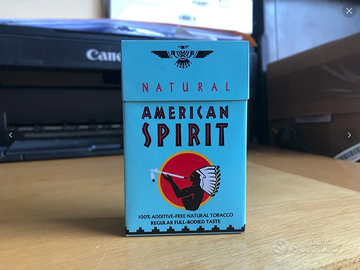 Canon
NATURAL
AMERICAN
SPIRIT
100% ADDITIVE-FREE NATURAL TOBACCO
REGULAR FULL-BODIED TASTE